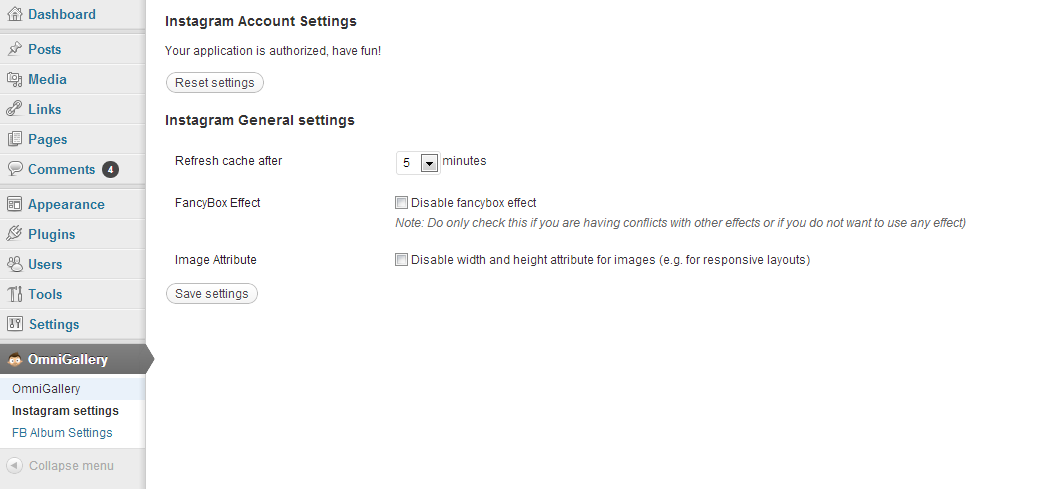 Dashboard
Posts
Media
Links
Pages
Comments 4
Appearance
Plugins
Users
Tools
Settings
OmniGallery
OmniGallery
Instagram settings
FB Album Settings
Collapse menu
Instagram Account Settings
Your application is authorized, have fun!
Reset settings
Instagram General settings
Refresh cache after 5 minutes
FancyBox Effect Disable fancybox effect
Note: Do only check this if you are having conflicts with other effects or if you do not want to use any effect)
Image Attribute Disable width and height attribute for images (e.g. for responsive layouts)
Save settings